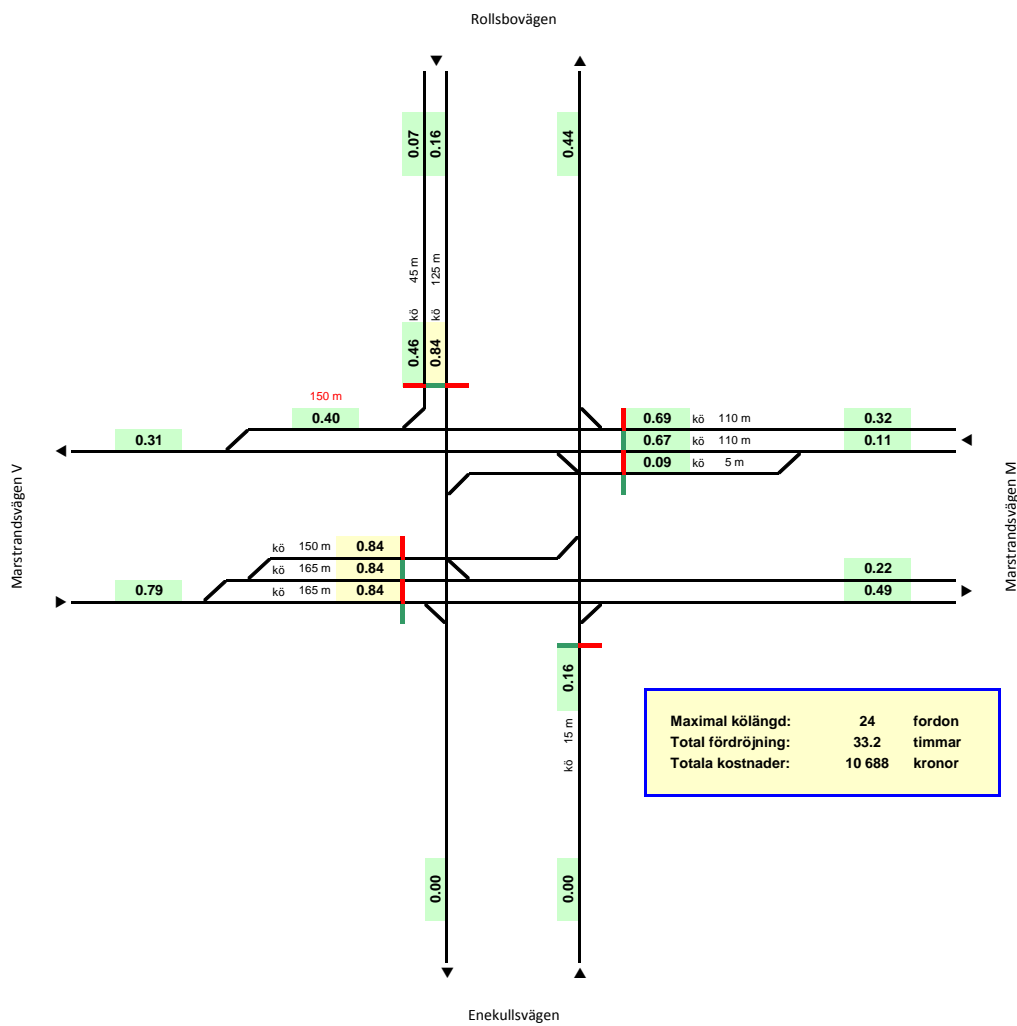 Rollsbovägen
0.07
0.16
0.44
kö 45 m
kö 125 m
0.46
0.84
150 m
0.40
0.31
0.69 kö 110 m 0.32
0.67 kö 110 m 0.11
0.09 kö 5 m
Marstrandsvägen V
Marstrandsvägen M
kö 150 m 0.84
kö 165 m 0.84 0.22
0.79 kö 165 m 0.84 0.49
0.16
kö 15 m
Maximal kölängd: 24 fordon
Total fördröjning: 33.2 timmar
Totala kostnader: 10 688 kronor
0.00
0.00
Enekullsvägen